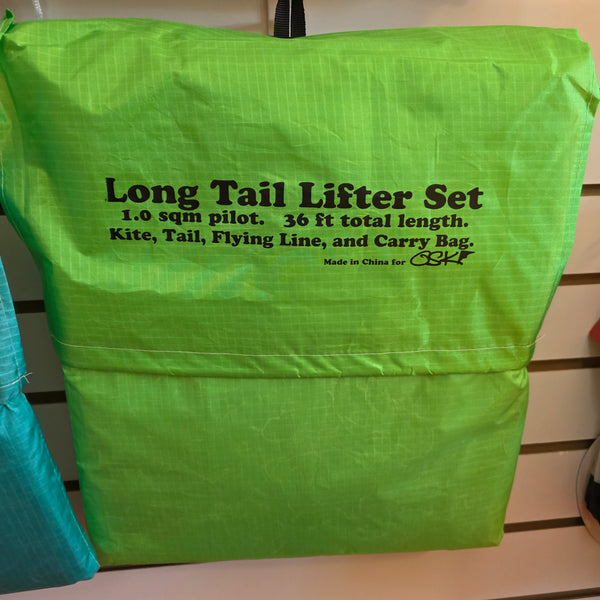 Long Tail Lifter Set
1.0 sqm pilot. 36 ft total length.
Kite, Tail, Flying Line, and Carry Bag.
Made in China for OSK!